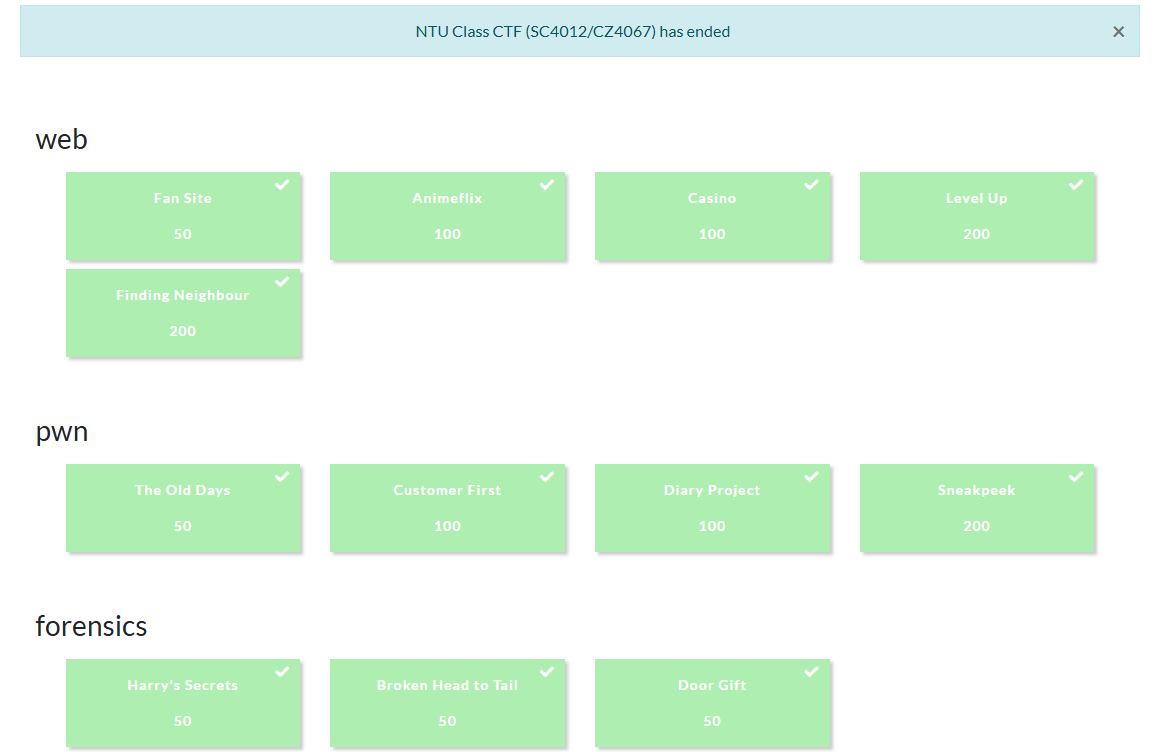 NTU Class CTF (SC4012/CZ4067) has ended ×
web
Fan Site
50
Animeflix
100
Casino
100
Level Up
200
Finding Neighbour
200
pwn
The Old Days
50
Customer First
100
Diary Project
100
Sneakpeek
200
forensics
Harry's Secrets
50
Broken Head to Tail
50
Door Gift
50